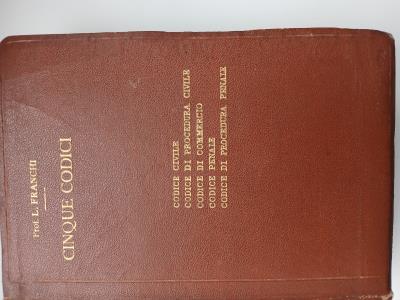 Prof. L. FRANCHI
CINQUE CODICI
CODICE CIVILE
CODICE DI PROCEDURA CIVILE
CODICE DI COMMERCIO
CODICE PENALE
CODICE DI PROCEDURA PENALE